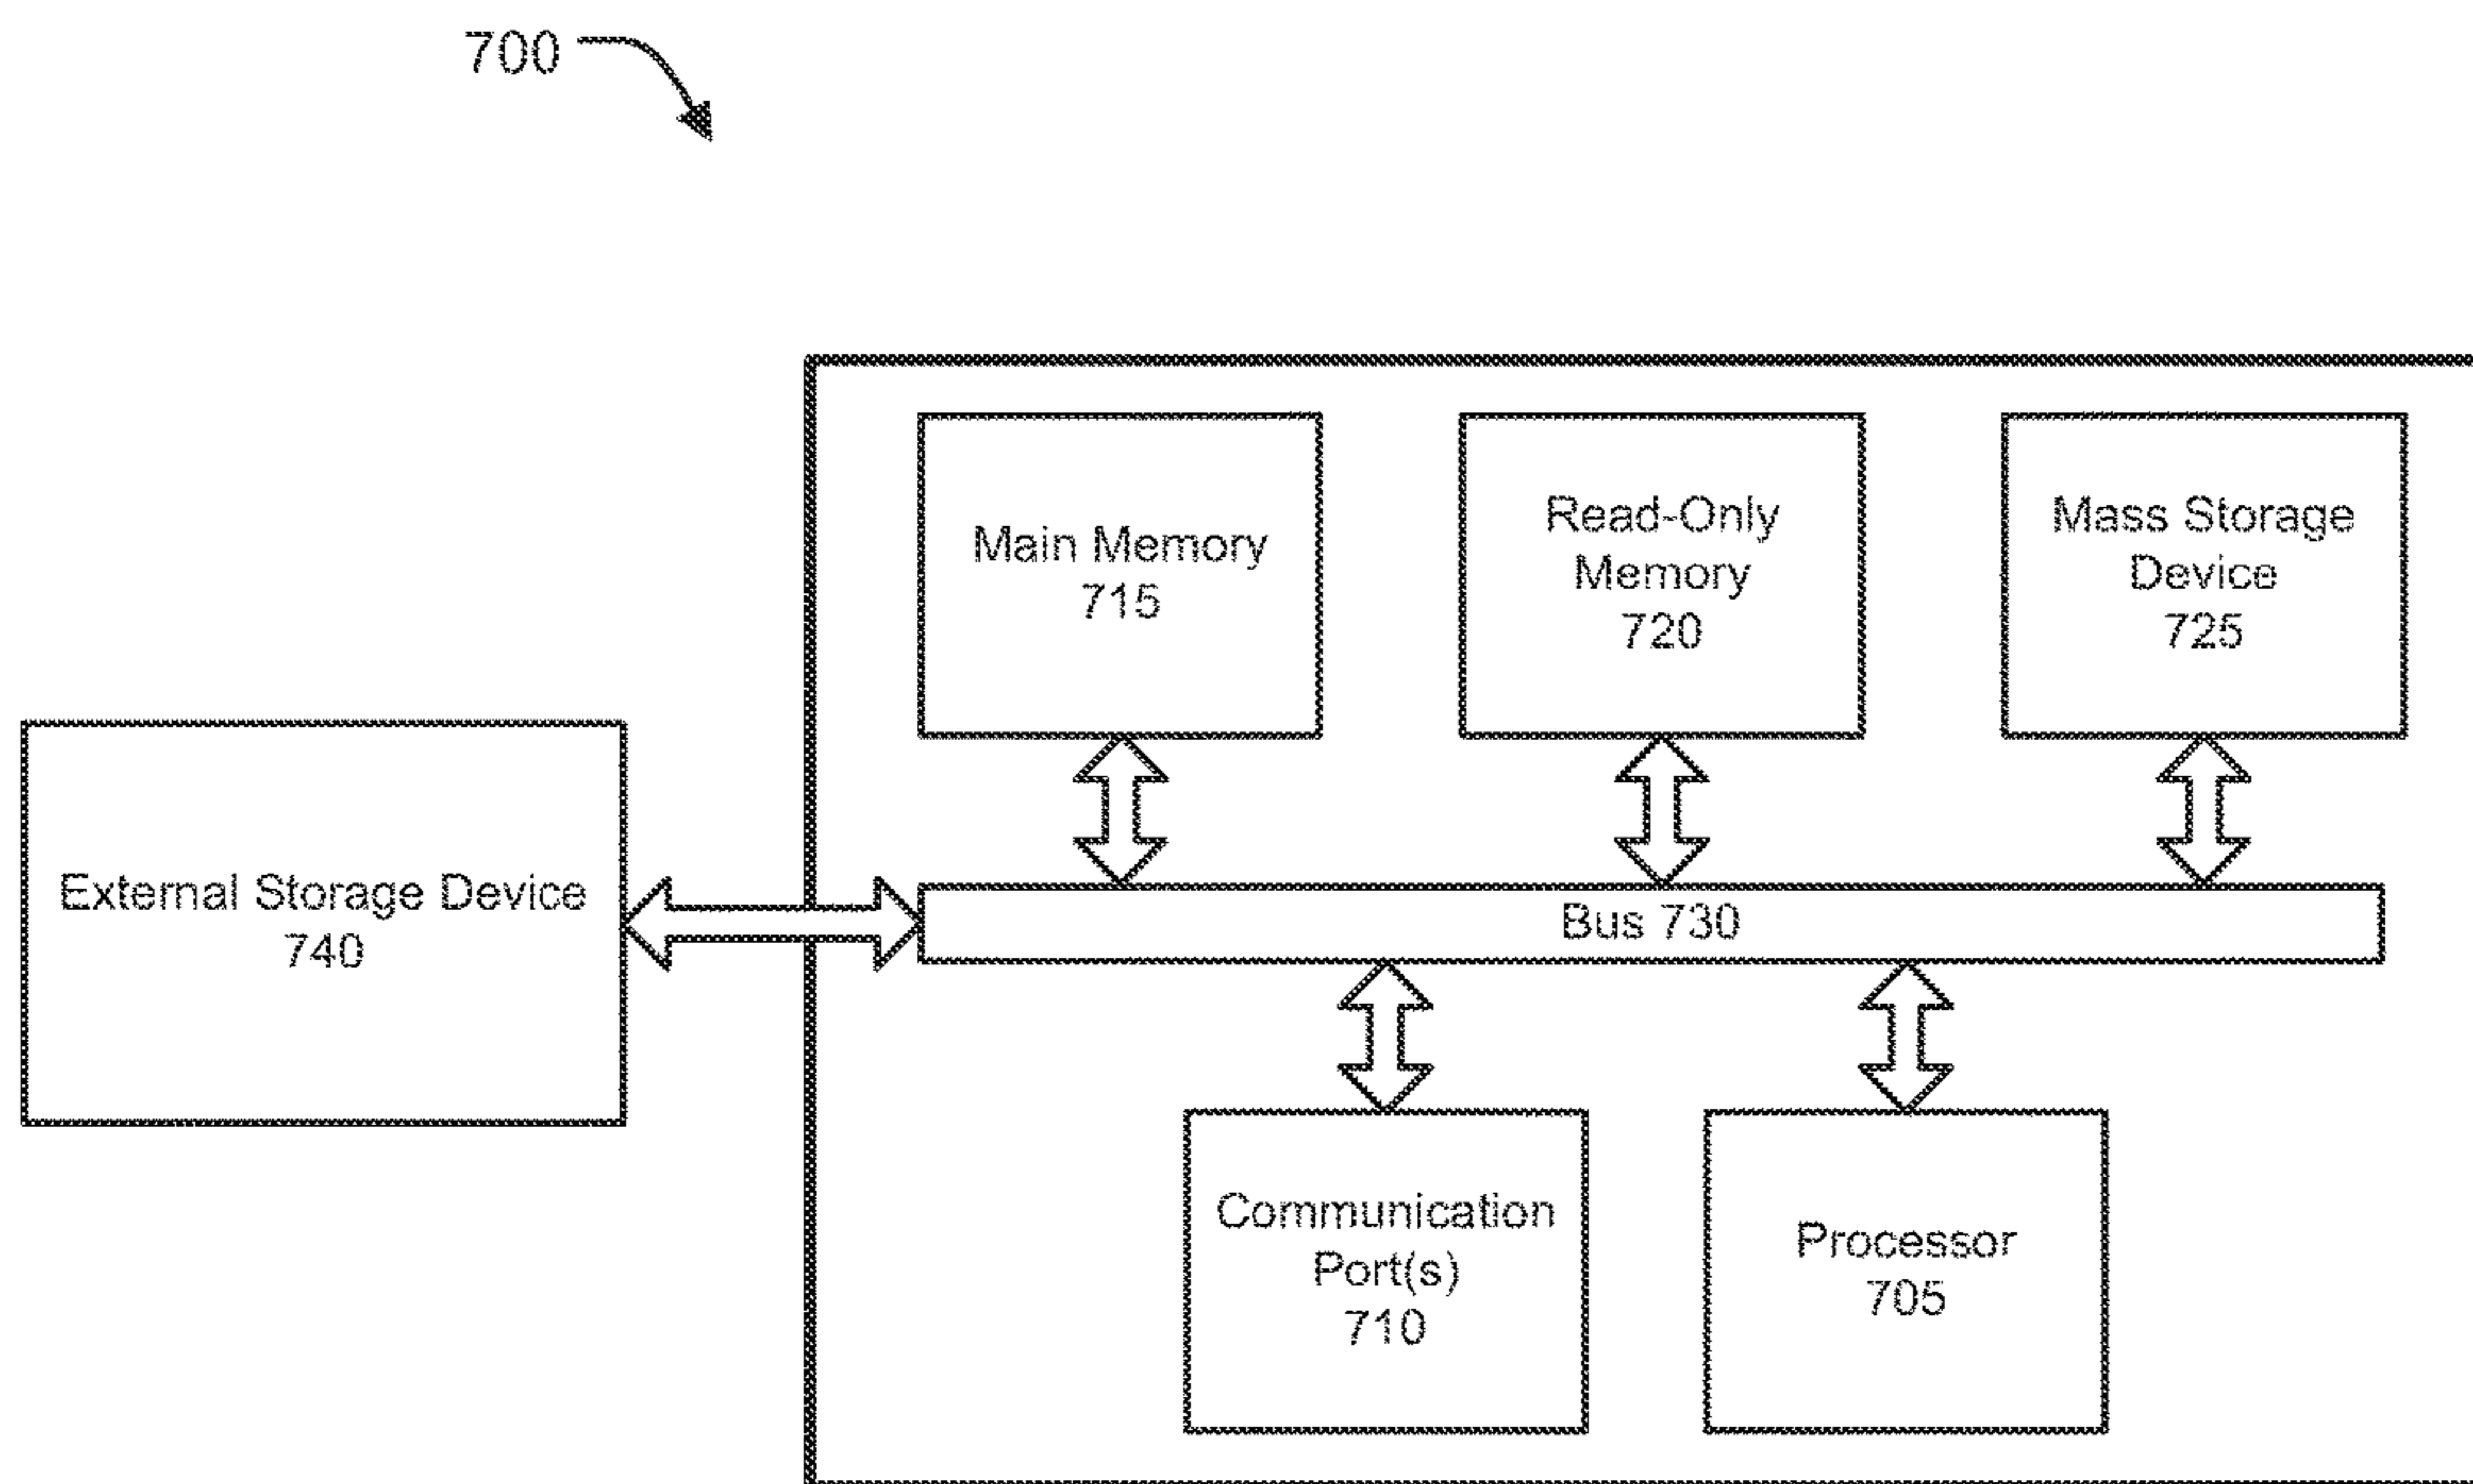 700
Main Memory
715
Read-Only
Memory
720
Mass Storage
Device
725
External Storage Device
740
Bus 730
Communication
Port(s)
710
Processor
705